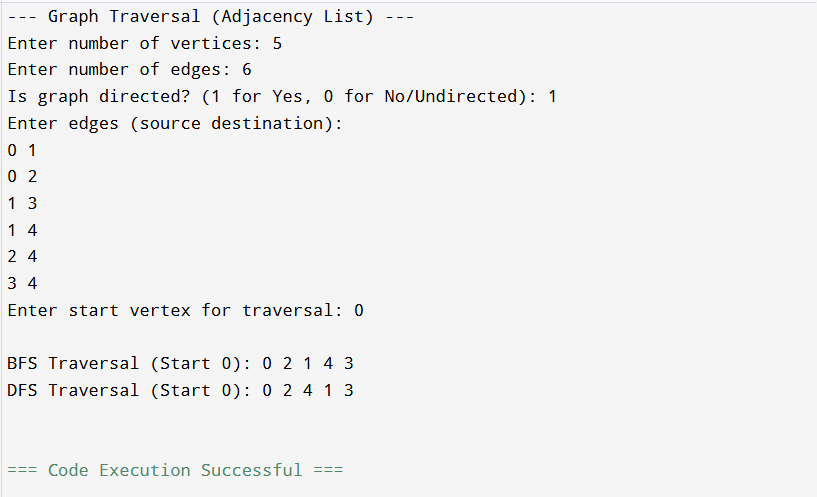 --- Graph Traversal (Adjacency List) ---
Enter number of vertices: 5
Enter number of edges: 6
Is graph directed? (1 for Yes, 0 for No/Undirected): 1
Enter edges (source destination):
0 1
0 2
1 3
1 4
2 4
3 4
Enter start vertex for traversal: 0
BFS Traversal (Start 0): 0 2 1 4 3
DFS Traversal (Start 0): 0 2 4 1 3
=== Code Execution Successful ===